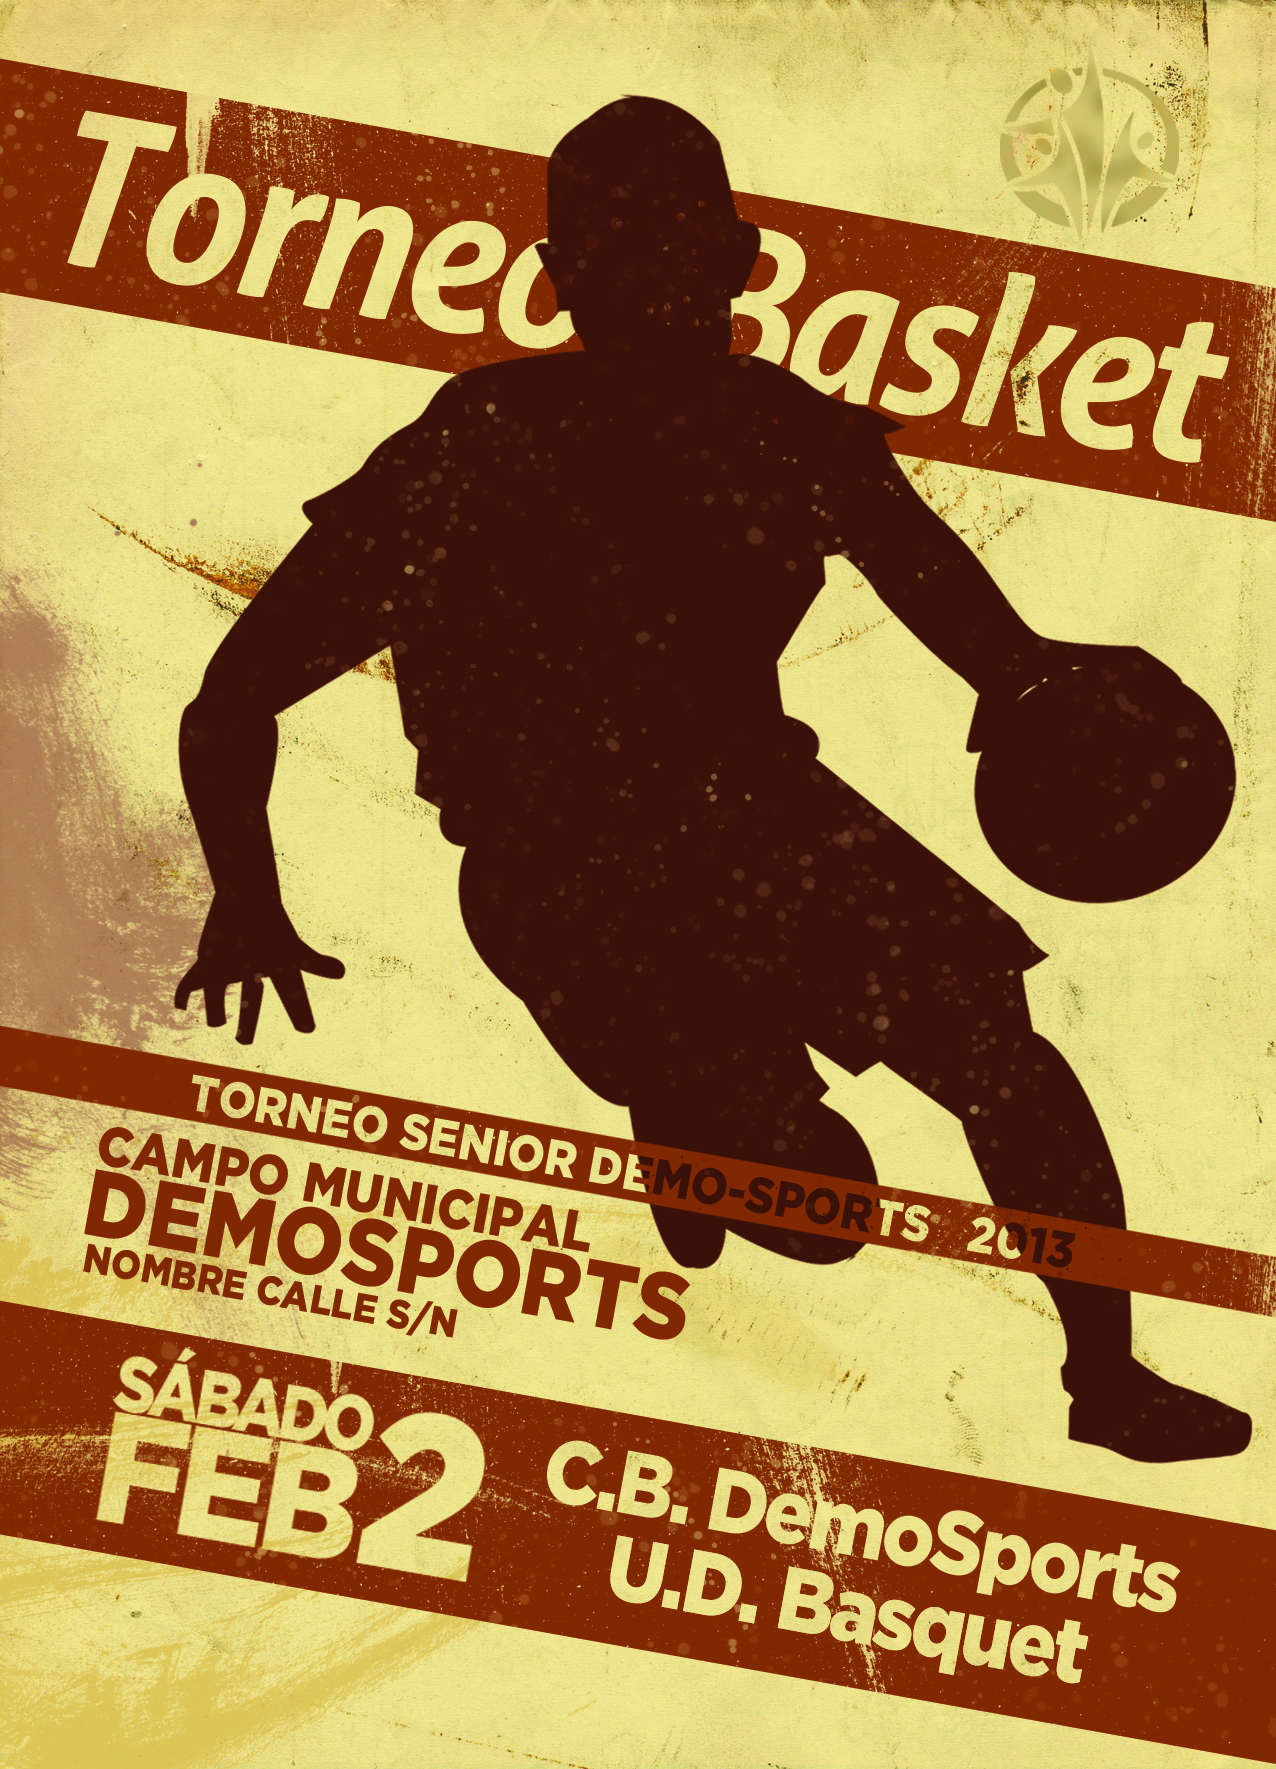 Torneo Basket
TORNEO SENIOR DEMO-SPORTS 2013
CAMPO MUNICIPAL
DEMOSPORTS
NOMBRE CALLE S/N
SÁBADO
FEB 2
C.B. DemoSports
U.D. Basquet